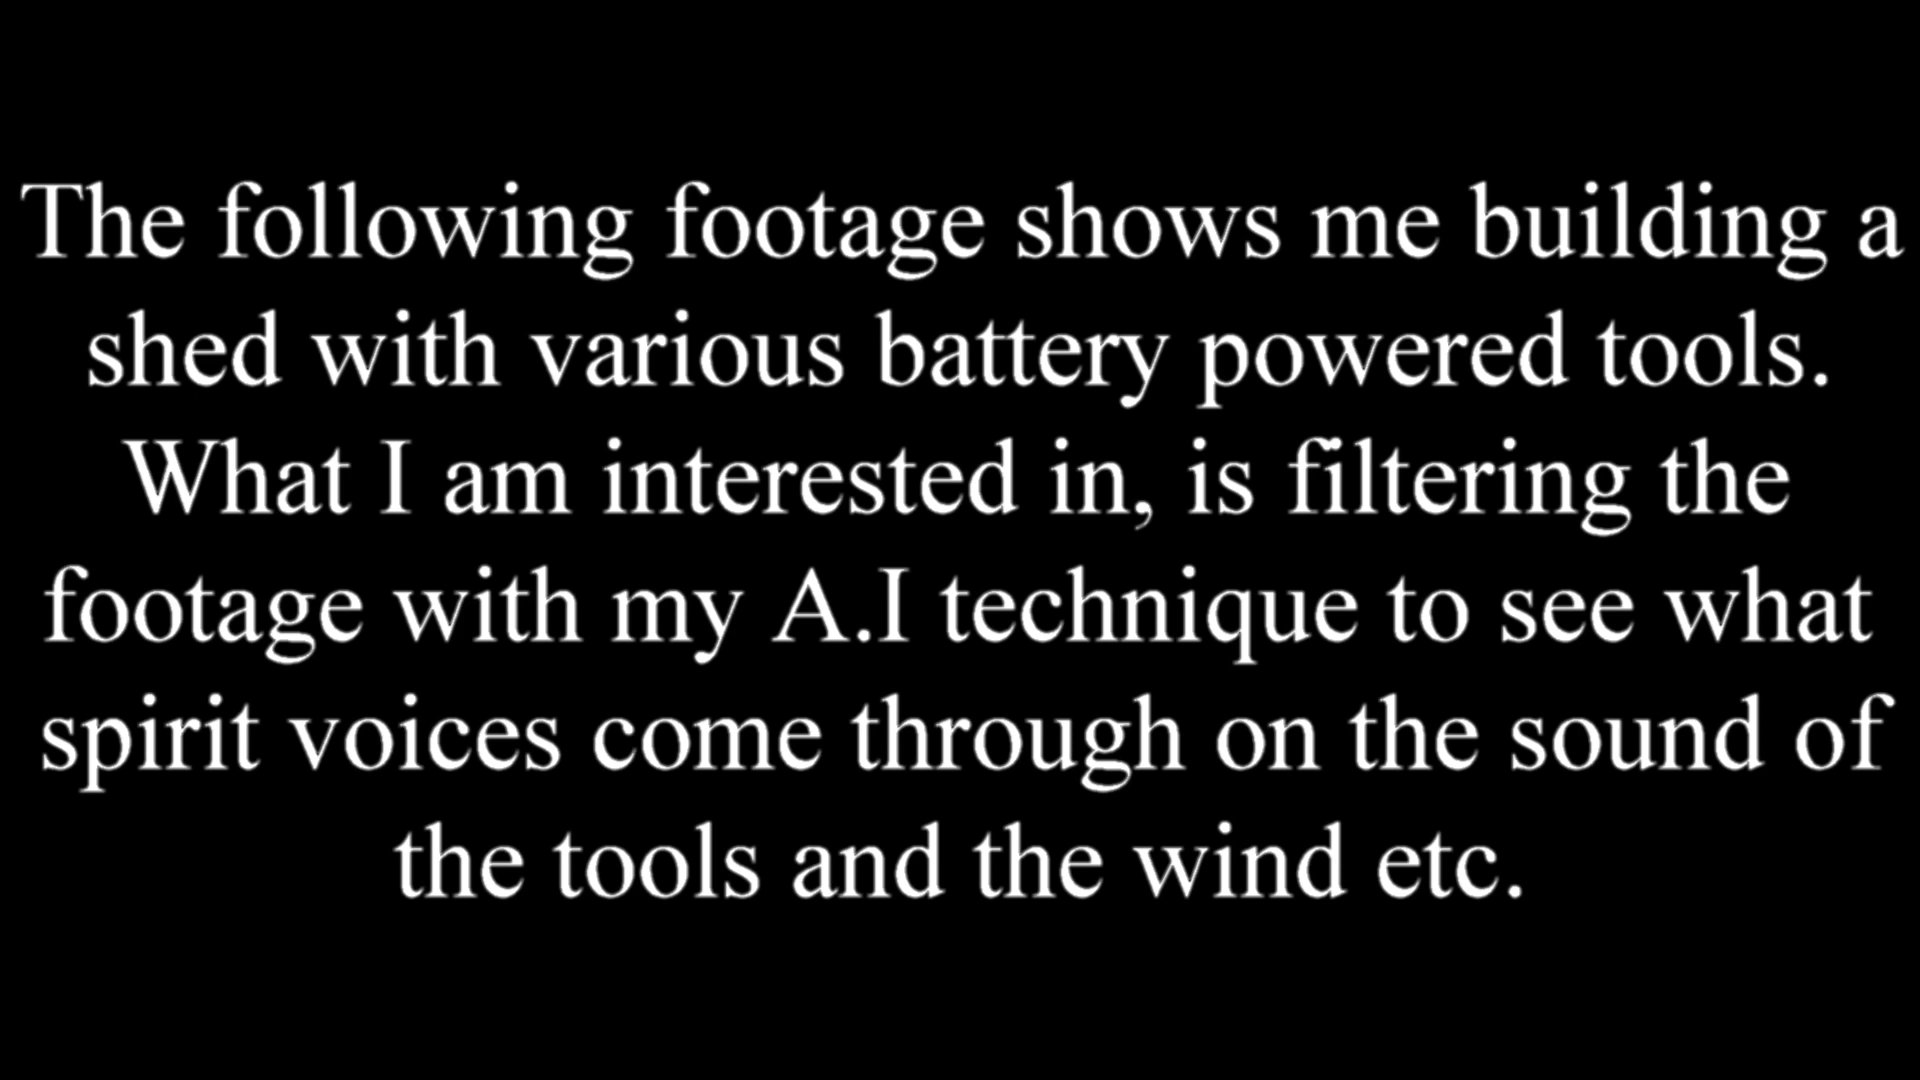 The following footage shows me building a
shed with various battery powered tools.
What I am interested in, is filtering the
footage with my A.I technique to see what
spirit voices come through on the sound of
the tools and the wind etc.